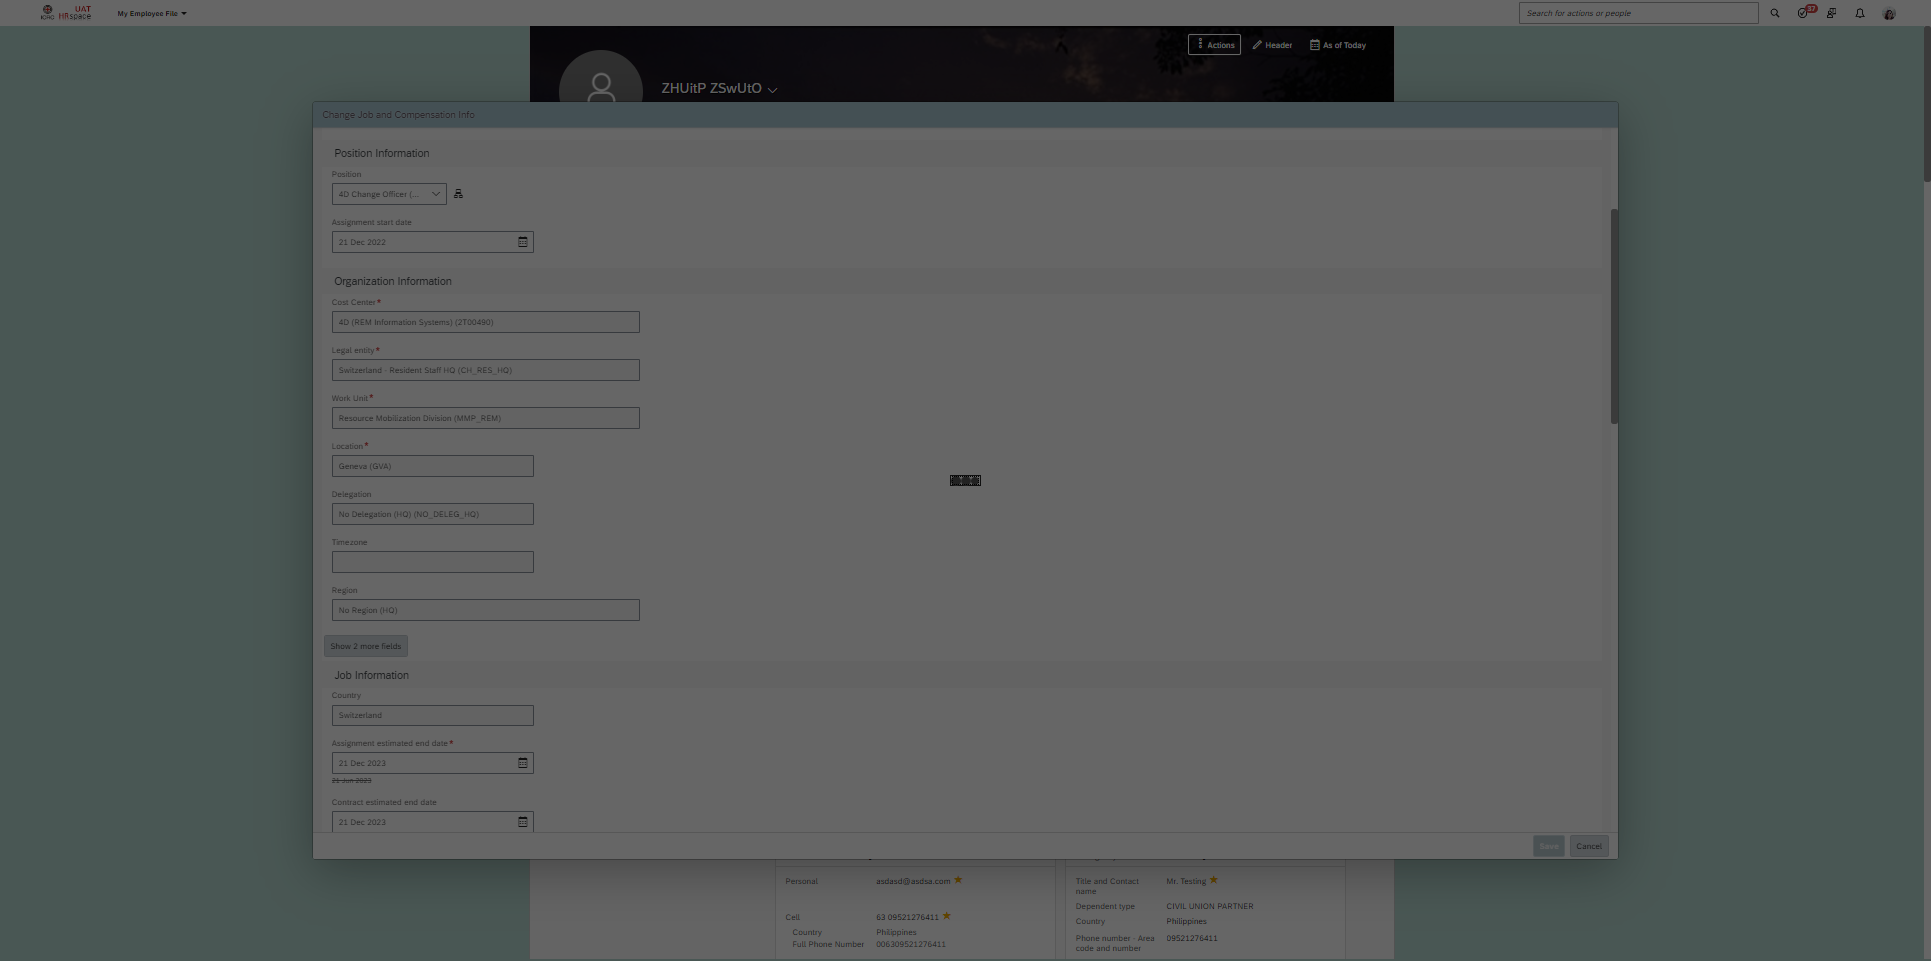 ICRC
UAT
HRspace
My Employee File
Search for actions or people
37
Actions
Header
As of Today
ZHUitP ZSwUtO
Change Job and Compensation Info
Position Information
Position
4D Change Officer (...
Assignment start date
21 Dec 2022
Organization Information
Cost Center*
4D (REM Information Systems) (2T00490)
Legal entity*
Switzerland - Resident Staff HQ (CH_RES_HQ)
Work Unit*
Resource Mobilization Division (MMP_REM)
Location*
Geneva (GVA)
Delegation
No Delegation (HQ) (NO_DELEG_HQ)
Timezone
Region
No Region (HQ)
Show 2 more fields
Job Information
Country
Switzerland
Assignment estimated end date*
21 Dec 2023
21 Jun 2023
Contract estimated end date
21 Dec 2023
Save
Cancel
Personal
asdasd@asdsa.com
Cell
63 09521276411
Country
Philippines
Full Phone Number
006309521276411
Title and Contact name
Mr. Testing
Dependent type
CIVIL UNION PARTNER
Country
Philippines
Phone number - Area code and number
09521276411